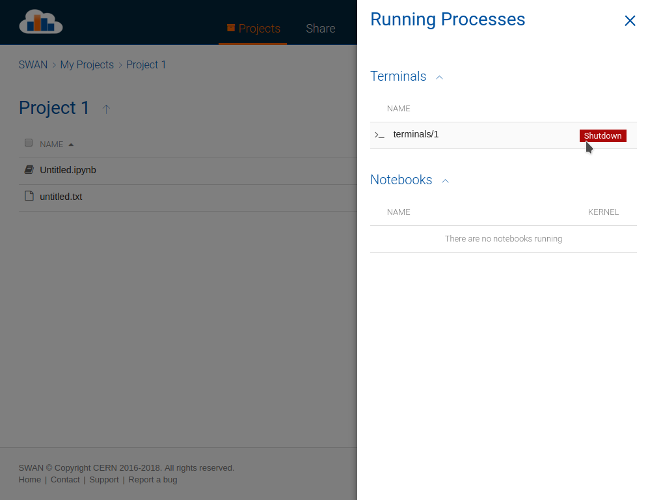 Projects
Share
SWAN > My Projects > Project 1
Project 1
NAME
Untitled.ipynb
untitled.txt
SWAN © Copyright CERN 2016-2018. All rights reserved.
Home | Contact | Support | Report a bug
Running Processes
Terminals
NAME
terminals/1
Shutdown
Notebooks
NAME KERNEL
There are no notebooks running